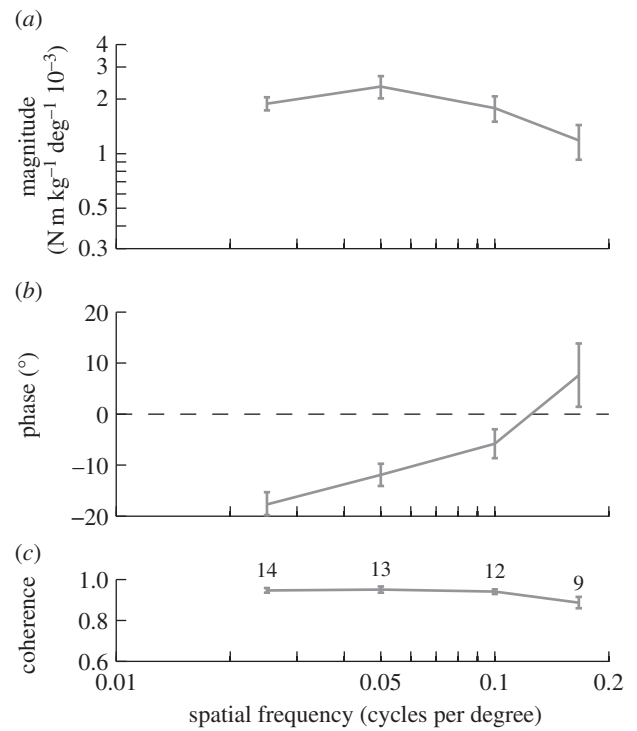 (a)
4
3
2
1
0.5
0.3
magnitude
(N m kg⁻¹ deg⁻¹ 10⁻³)
(b)
20
10
0
−10
−20
phase (°)
(c)
14 13 12 9
1.0
0.8
0.6
coherence
0.01 0.05 0.1 0.2
spatial frequency (cycles per degree)